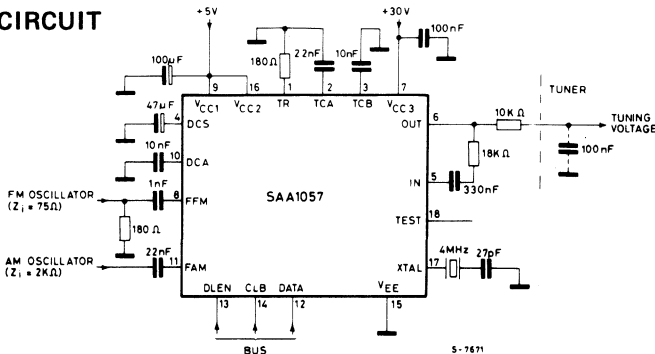 CIRCUIT
+5V
+30V
100nF
100µF
180Ω
22nF
10nF
9
16
1
2
3
7
VCC1
VCC2
TR
TCA
TCB
VCC3
TUNER
47µF
4
DCS
OUT
6
10KΩ
TUNING
VOLTAGE
10nF
10
DCA
18KΩ
100nF
1nF
IN
5
330nF
FM OSCILLATOR
(Zi = 75Ω)
8
FFM
SAA1057
180Ω
TEST
18
22nF
4MHz
27pF
AM OSCILLATOR
(Zi = 2KΩ)
11
FAM
XTAL
17
DLEN
CLB
DATA
VEE
13
14
12
15
BUS
S-7671